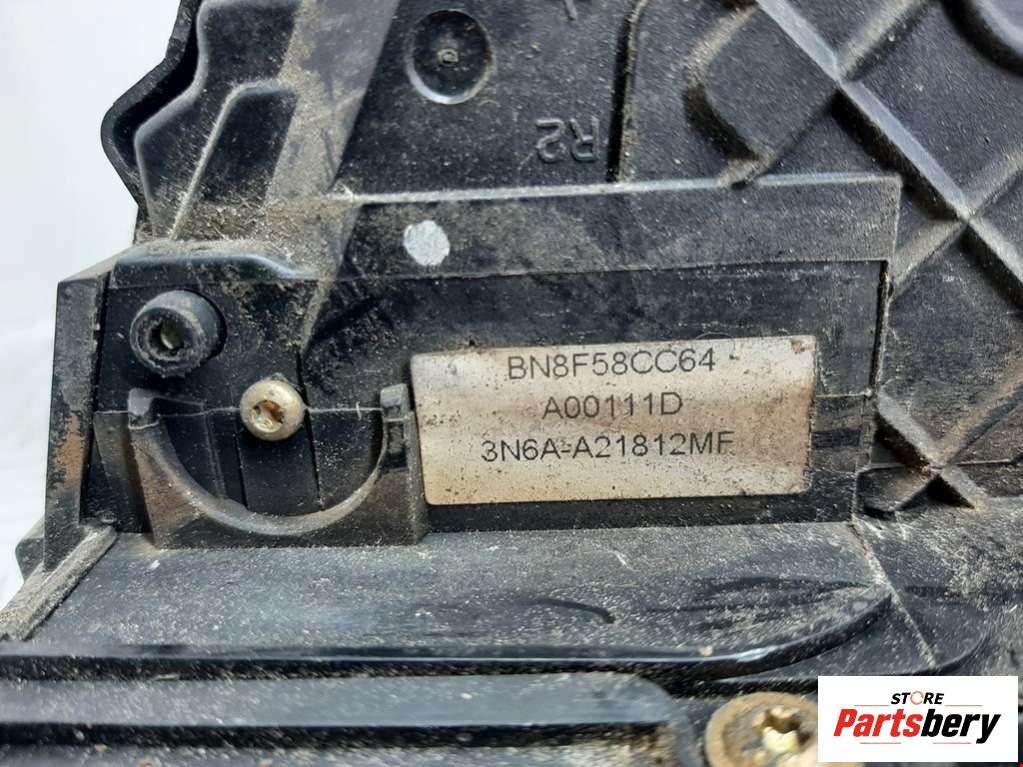 R2
BN8F58CC64
A00111D
3N6A-A21812MF
STORE
Partsbery